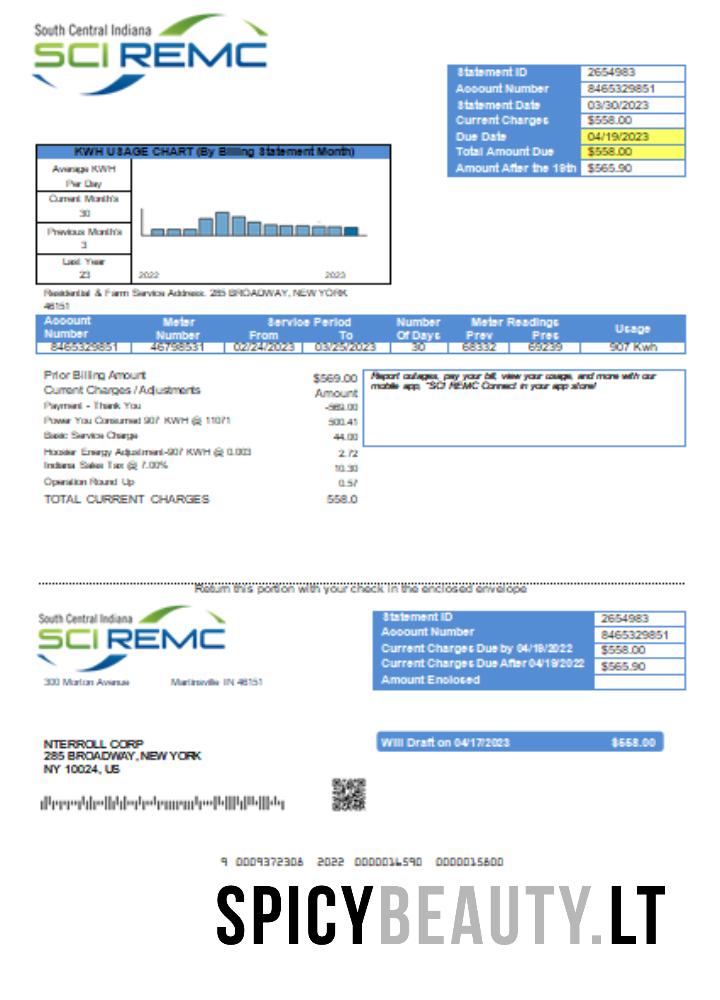 South Central Indiana
SCI REMC
Statement ID 2654983
Account Number 8465329851
Statement Date 03/30/2023
Current Charges $558.00
Due Date 04/19/2023
Total Amount Due $558.00
Amount After the 19th $565.90
KWH USAGE CHART (By Billing Statement Month)
Average KWH
Per Day
Current Month's
30
Previous Month's
3
Last Year
23
2022 2023
Residential & Farm Service Address. 285 BROADWAY, NEW YORK
46151
Account Number Meter Number Service Period From To Number Of Days Meter Readings Prev Pres Usage
8465329851 46798531 02/24/2023 03/25/2023 30 68332 69239 907 Kwh
Prior Billing Amount $569.00
Current Charges / Adjustments Amount
Payment - Thank You -569.00
Power You Consumed 907 KWH @ 11071 500.41
Basic Service Charge 44.00
Hoosier Energy Adjustment-907 KWH @ 0.003 2.72
Indiana Sales Tax @ 7.00% 10.30
Operation Round Up 0.57
TOTAL CURRENT CHARGES 558.0
Report outages, pay your bill, view your usage, and more with our
mobile app, "SCI REMC Connect in your app store!
Return this portion with your check in the enclosed envelope
South Central Indiana
SCI REMC
300 Morton Avenue Martinsville IN 46151
Statement ID 2654983
Account Number 8465329851
Current Charges Due by 04/19/2022 $558.00
Current Charges Due After 04/19/2022 $565.90
Amount Enclosed
NTERROLL CORP
285 BROADWAY, NEW YORK
NY 10024, US
Will Draft on 04/17/2023 $558.00
9 0009372308 2022 0000016590 0000015800
SPICYBEAUTY.LT